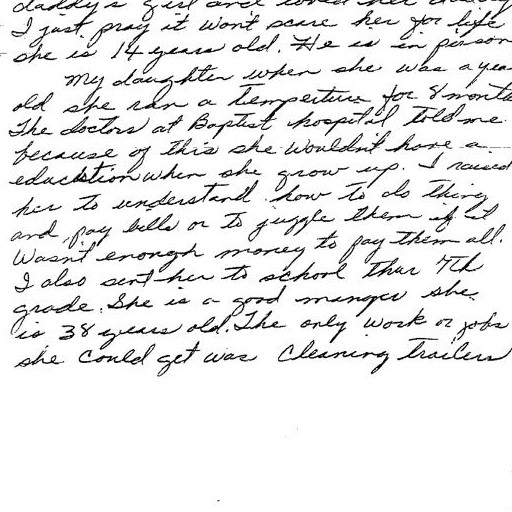 daddy's girl and loved her
I just pray it won't scare her for life
she is 14 years old. He is in prison
My daughter when she was a year
old she ran a temperture for 8 months
The doctors at Baptist hospital told me
because of this she wouldn't have a
education when she grow up. I raised
her to understand how to do thing
and pay bills or to juggle them if it
Wasn't enough money to pay them all.
I also sent her to school thur 7th
grade. She is a good manger she
is 38 years old. The only work or jobs
she could get was Cleaning trailers